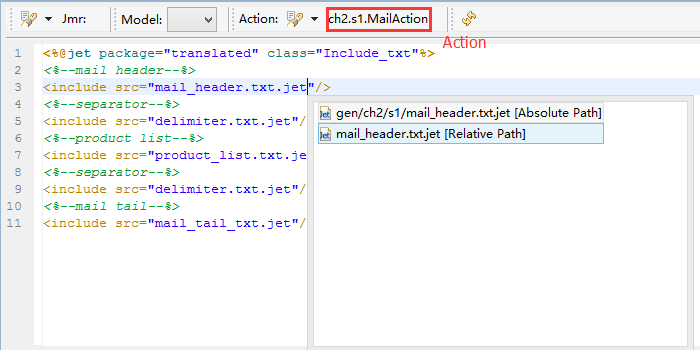 Jmr: Model: Action: ch2.s1.MailAction
Action
1 <%@jet package="translated" class="Include_txt"%>
2 <%--mail header--%>
3 <include src="mail_header.txt.jet"/>
4 <%--separator--%>
5 <include src="delimiter.txt.jet"/
6 <%--product list--%>
7 <include src="product_list.txt.je
8 <%--separator--%>
9 <include src="delimiter.txt.jet"/
10 <%--mail tail--%>
11 <include src="mail_tail_txt.jet"/
gen/ch2/s1/mail_header.txt.jet [Absolute Path]
mail_header.txt.jet [Relative Path]